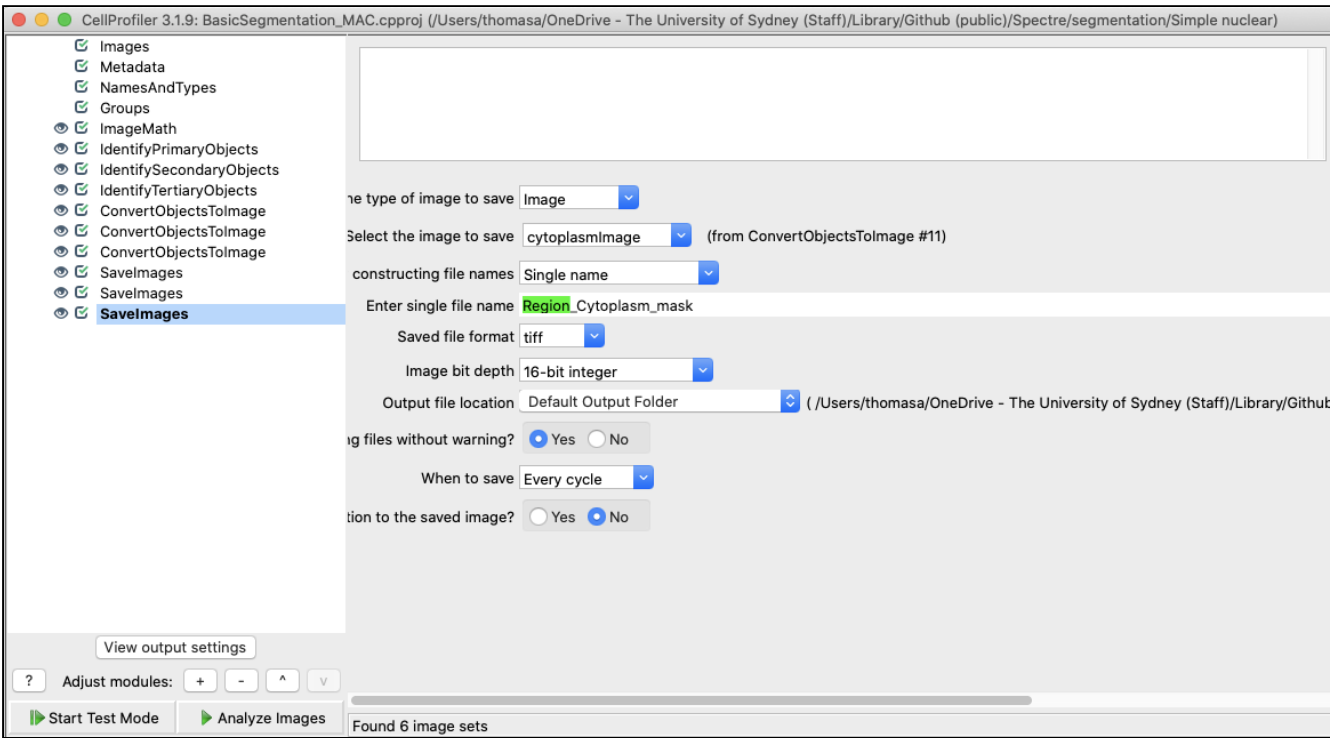 CellProfiler 3.1.9: BasicSegmentation_MAC.cpproj (/Users/thomasa/OneDrive - The University of Sydney (Staff)/Library/Github (public)/Spectre/segmentation/Simple nuclear)
Images
Metadata
NamesAndTypes
Groups
ImageMath
IdentifyPrimaryObjects
IdentifySecondaryObjects
IdentifyTertiaryObjects
ConvertObjectsToImage
ConvertObjectsToImage
ConvertObjectsToImage
SaveImages
SaveImages
SaveImages
View output settings
? Adjust modules: + - ^ v
Start Test Mode Analyze Images
he type of image to save Image
Select the image to save cytoplasmImage (from ConvertObjectsToImage #11)
constructing file names Single name
Enter single file name Region_Cytoplasm_mask
Saved file format tiff
Image bit depth 16-bit integer
Output file location Default Output Folder ( /Users/thomasa/OneDrive - The University of Sydney (Staff)/Library/Github
ng files without warning? Yes No
When to save Every cycle
tion to the saved image? Yes No
Found 6 image sets